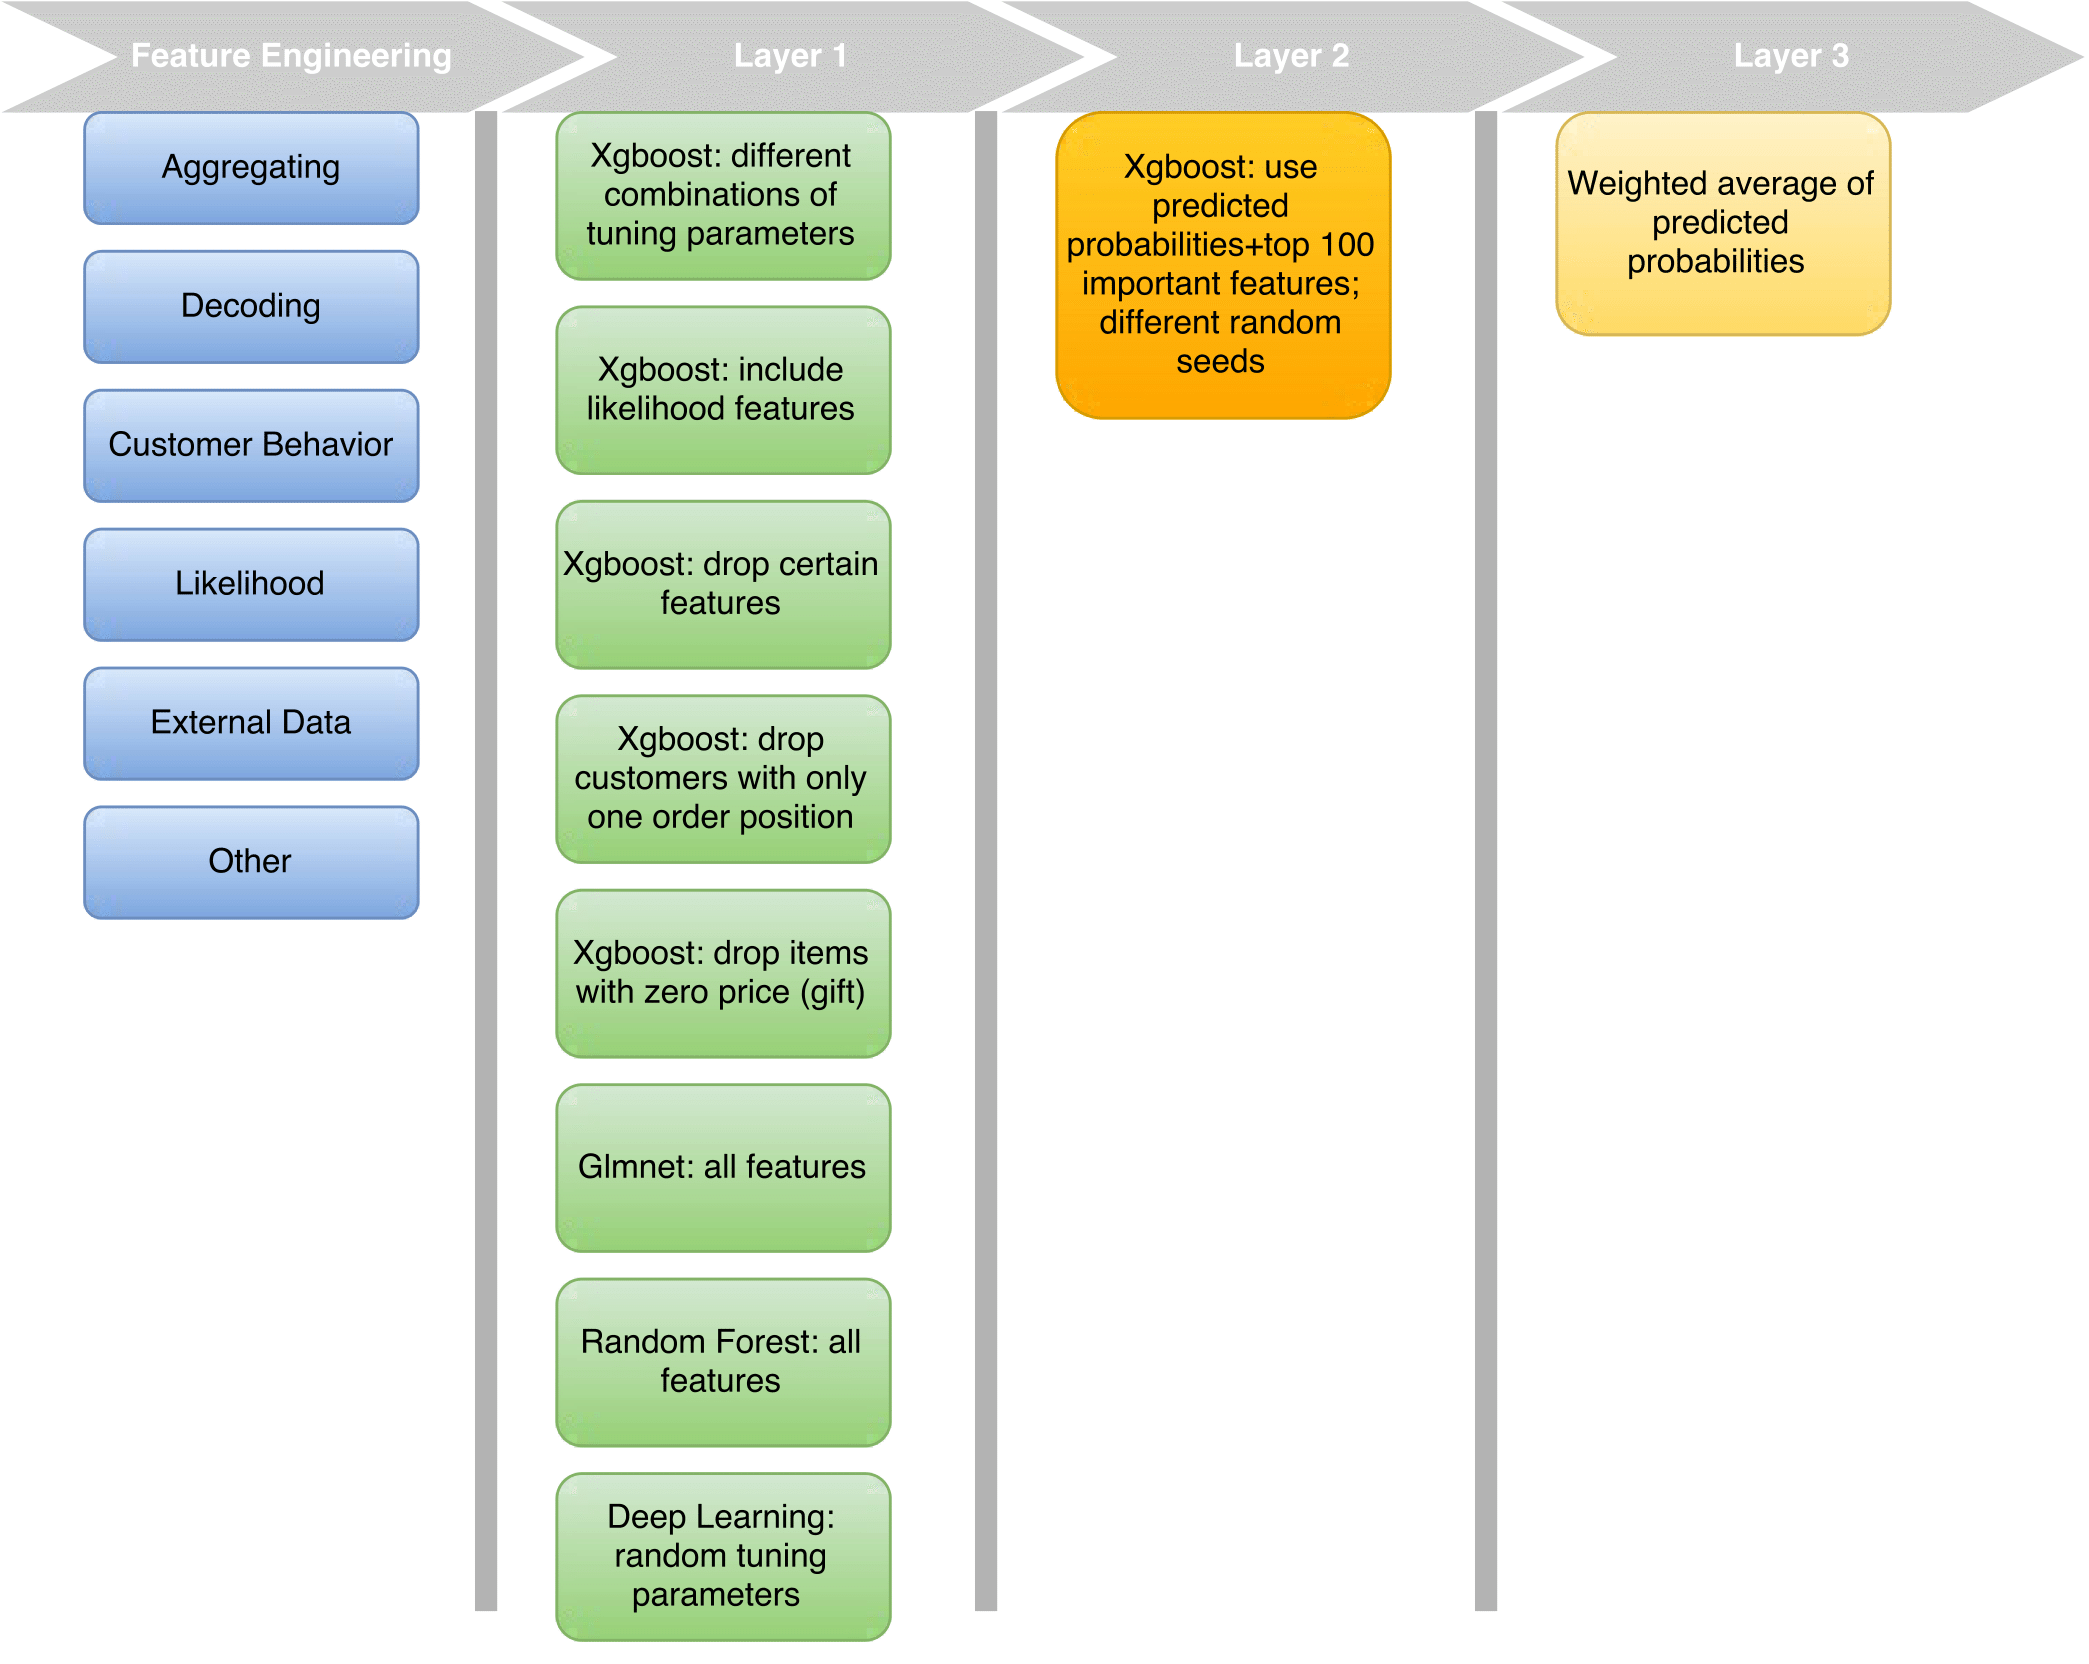 Feature Engineering
Layer 1
Layer 2
Layer 3
Aggregating
Decoding
Customer Behavior
Likelihood
External Data
Other
Xgboost: different
combinations of
tuning parameters
Xgboost: include
likelihood features
Xgboost: drop certain
features
Xgboost: drop
customers with only
one order position
Xgboost: drop items
with zero price (gift)
Glmnet: all features
Random Forest: all
features
Deep Learning:
random tuning
parameters
Xgboost: use
predicted
probabilities+top 100
important features;
different random
seeds
Weighted average of
predicted
probabilities